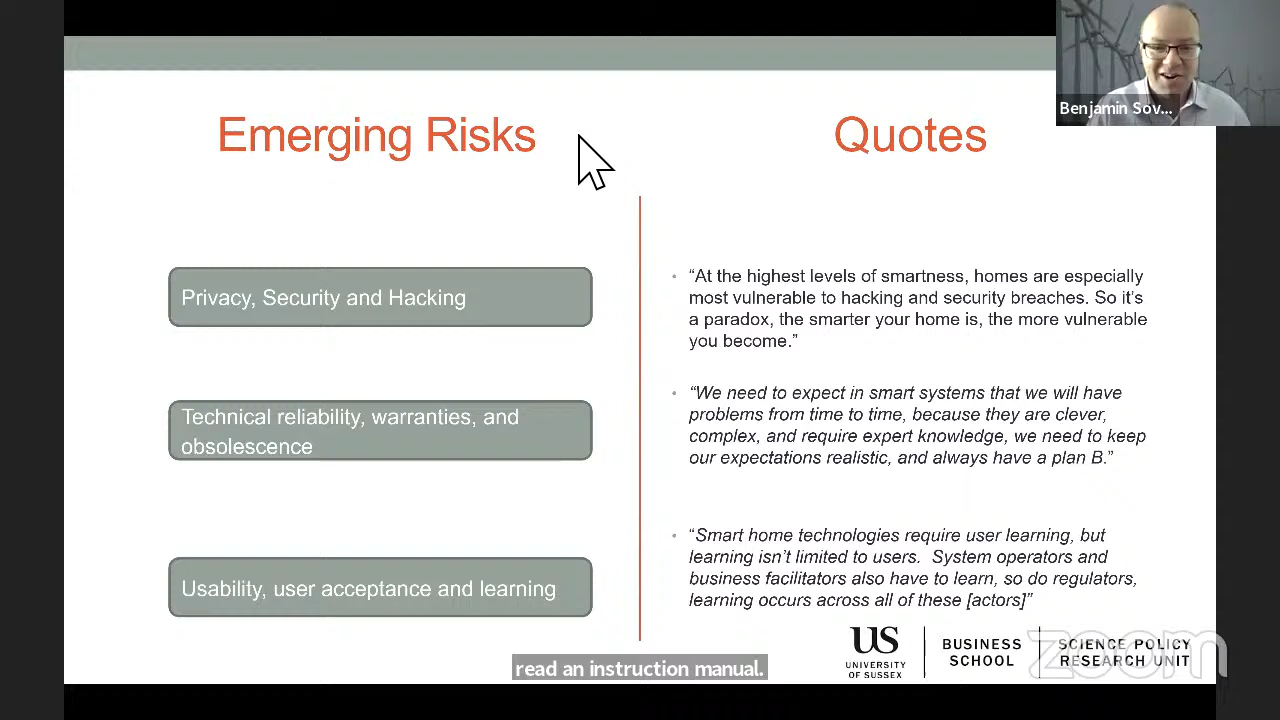 Benjamin Sov...
Emerging Risks
Quotes
Privacy, Security and Hacking
“At the highest levels of smartness, homes are especially
most vulnerable to hacking and security breaches. So it’s
a paradox, the smarter your home is, the more vulnerable
you become.”
Technical reliability, warranties, and
obsolescence
“We need to expect in smart systems that we will have
problems from time to time, because they are clever,
complex, and require expert knowledge, we need to keep
our expectations realistic, and always have a plan B.”
Usability, user acceptance and learning
“Smart home technologies require user learning, but
learning isn’t limited to users.  System operators and
business facilitators also have to learn, so do regulators,
learning occurs across all of these [actors]”
US
UNIVERSITY
OF SUSSEX
BUSINESS
SCHOOL
SCIENCE POLICY
RESEARCH UNIT
zoom
read an instruction manual.